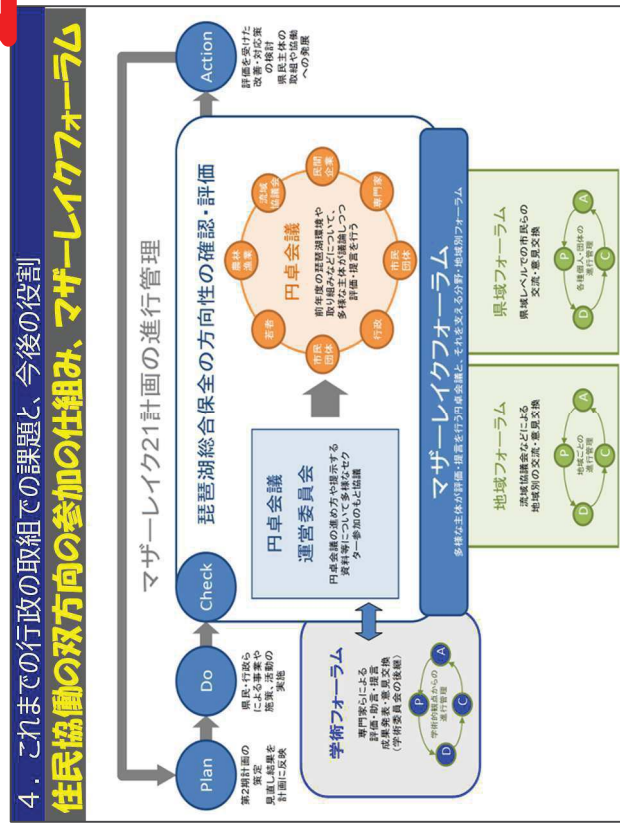 4．これまでの行政の取組での課題と、今後の役割
住民協働の双方向の参加の仕組み、マザーレイクフォーラム
マザーレイク21計画の進行管理
Plan
第2期計画の
策定
見直し結果を
計画に反映
Do
県民・行政ら
による事業や
施策、活動の
実施
Check
琵琶湖総合保全の方向性の確認・評価
Action
評価を受けた
改善・対応策
の検討
県民主体の
取組や協働
への発展
円卓会議
運営委員会
円卓会議の進め方や提示する
資料等について多様なセク
ター参加のもと協議
円卓会議
前年度の琵琶湖環境や
取り組みなどについて、
多様な主体が議論しつつ
評価・提言を行う
市民
団体
若者
農林
漁業
流域
協議会
民間
企業
専門家
市民
団体
行政
学術フォーラム
専門家らによる
評価・助言・提言
成果発表・意見交換
(学術委員会の後継)
P
D
学術的観点からの
進行管理
A
C
マザーレイクフォーラム
多様な主体が評価・提言を行う円卓会議と、それを支える分野・地域別フォーラム
地域フォーラム
流域協議会などによる
地域別の交流・意見交換
P
D
地域ごとの
進行管理
A
C
県域フォーラム
県域レベルでの市民らの
交流・意見交換
P
D
各種個人・団体の
進行管理
A
C